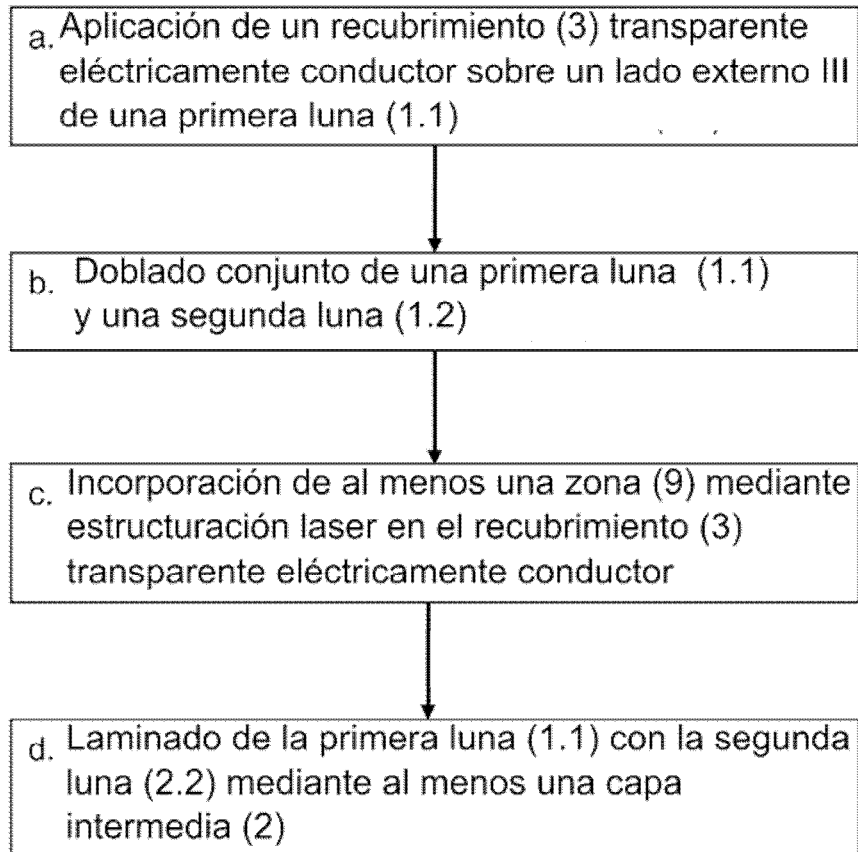 a. Aplicación de un recubrimiento (3) transparente
eléctricamente conductor sobre un lado externo III
de una primera luna (1.1)
b. Doblado conjunto de una primera luna (1.1)
y una segunda luna (1.2)
c. Incorporación de al menos una zona (9) mediante
estructuración laser en el recubrimiento (3)
transparente eléctricamente conductor
d. Laminado de la primera luna (1.1) con la segunda
luna (2.2) mediante al menos una capa
intermedia (2)